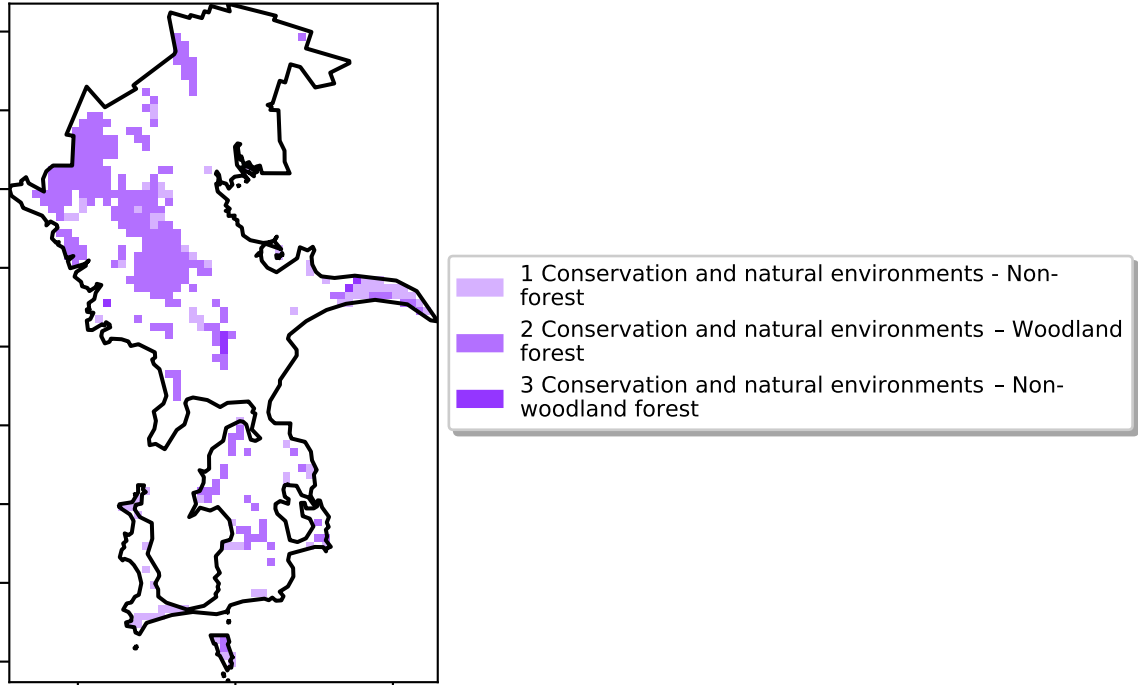 1 Conservation and natural environments - Non-
forest
2 Conservation and natural environments – Woodland
forest
3 Conservation and natural environments – Non-
woodland forest